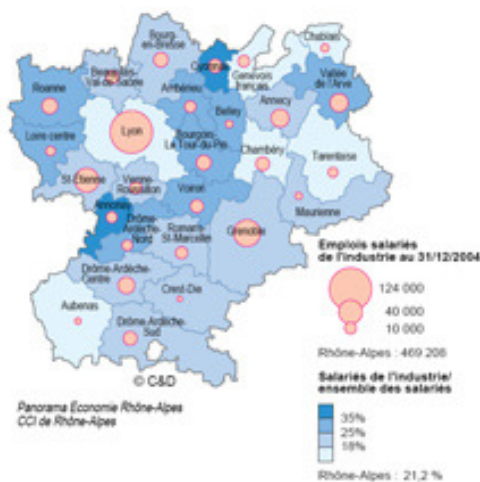 Bourg-
en-Bresse
Chablais
Oyonnax
Genevois
français
Beaujolais
Val-de-Saône
Roanne
Ambérieu
Vallée
de l'Arve
Belley
Annecy
Loire centre
Lyon
Bourgoin-
La Tour-du-Pin
Chambéry
Tarentaise
St-Etienne
Vienne-
Roussillon
Voiron
Maurienne
Annonay
Drôme-
Ardèche-
Nord
Romans-
St-Marcellin
Grenoble
Drôme-Ardèche-
Centre
Crest-Die
Aubenas
Drôme-Ardèche-
Sud
© C&D
Panorama Economie Rhône-Alpes
CCI de Rhône-Alpes
Emplois salariés
de l'industrie au 31/12/2004
124 000
40 000
10 000
Rhône-Alpes : 469 208
Salariés de l'industrie/
ensemble des salariés
35%
25%
18%
Rhône-Alpes : 21,2 %